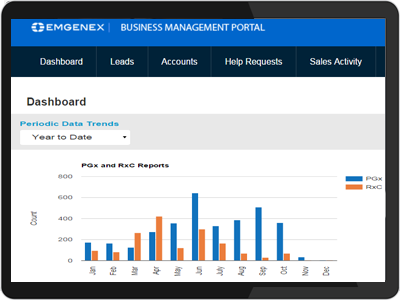 EMGENEX | BUSINESS MANAGEMENT PORTAL
Dashboard Leads Accounts Help Requests Sales Activity
Dashboard
Periodic Data Trends
Year to Date
PGx and RxC Reports
800
600
400
200
0
Count
PGx
RxC
Jan Feb Mar Apr May Jun July Aug Sep Oct Nov Dec